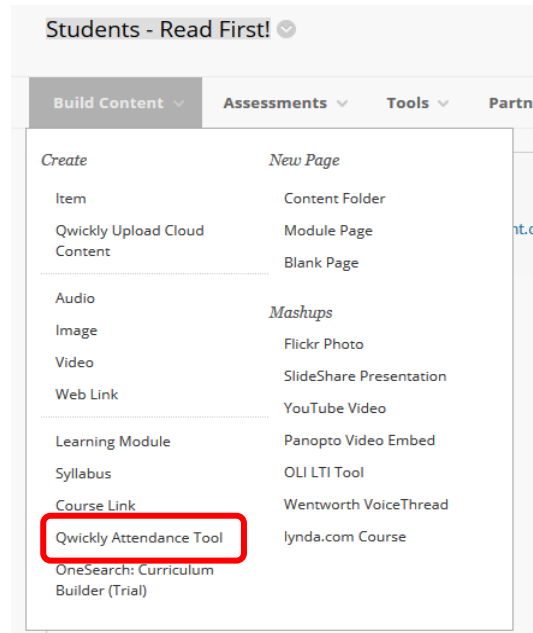 Students - Read First!
Build Content
Assessments
Tools
Partn
Create
Item
Qwickly Upload Cloud
Content
Audio
Image
Video
Web Link
Learning Module
Syllabus
Course Link
Qwickly Attendance Tool
OneSearch: Curriculum
Builder (Trial)
New Page
Content Folder
Module Page
Blank Page
Mashups
Flickr Photo
SlideShare Presentation
YouTube Video
Panopto Video Embed
OLI LTI Tool
Wentworth VoiceThread
lynda.com Course